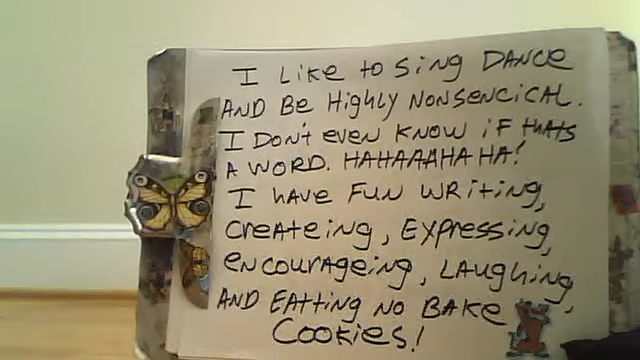 I LIKE to SiNg DANCE
AND BE HigHLy NONSENCiCAL.
I DON't EVEN KNOW iF tHAtS
A WORD. HAHAAAHA HA!
I HAVE FUN WRitiNg,
CREAtEiNg, EXPRESSiNg,
ENCOURAgEiNg, LAUgHiNg,
AND EAttiNg NO BAKE
COOKiES!